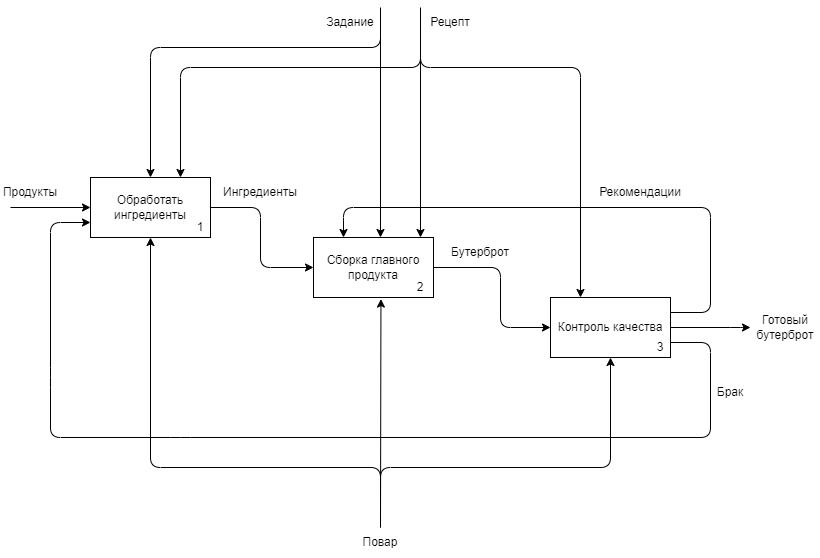 Задание
Рецепт
Продукты
Обработать
ингредиенты
1
Ингредиенты
Рекомендации
Сборка главного
продукта
2
Бутерброт
Контроль качества
3
Готовый
бутерброт
Брак
Повар